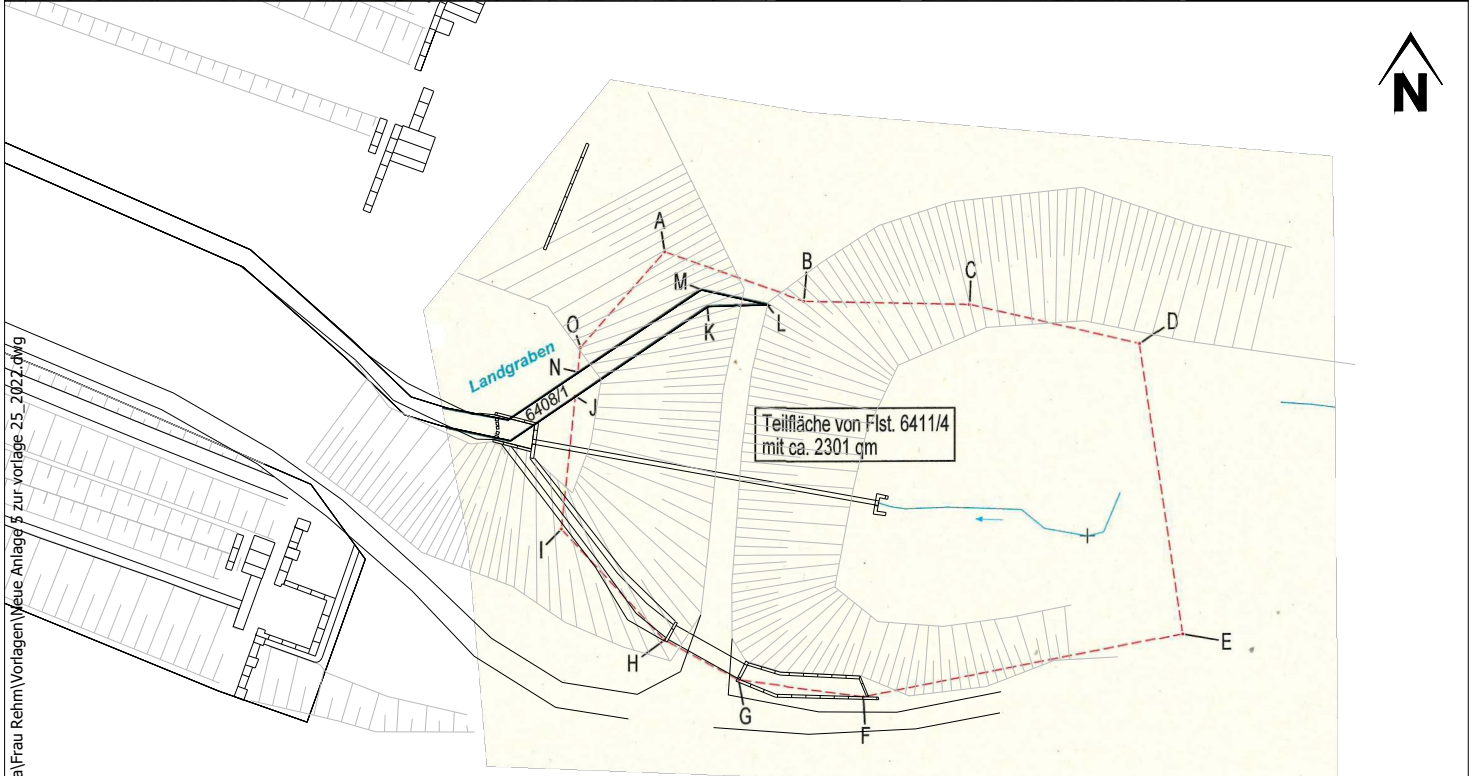 N
A
B
C
M
D
L
K
O
N
Landgraben
6408/1
J
Teilfläche von Flst. 6411/4
mit ca. 2301 qm
I
E
H
G
F
a\Frau Rehm\Vorlagen\Neue Anlage 5 zur vorlage 25_2022.dwg